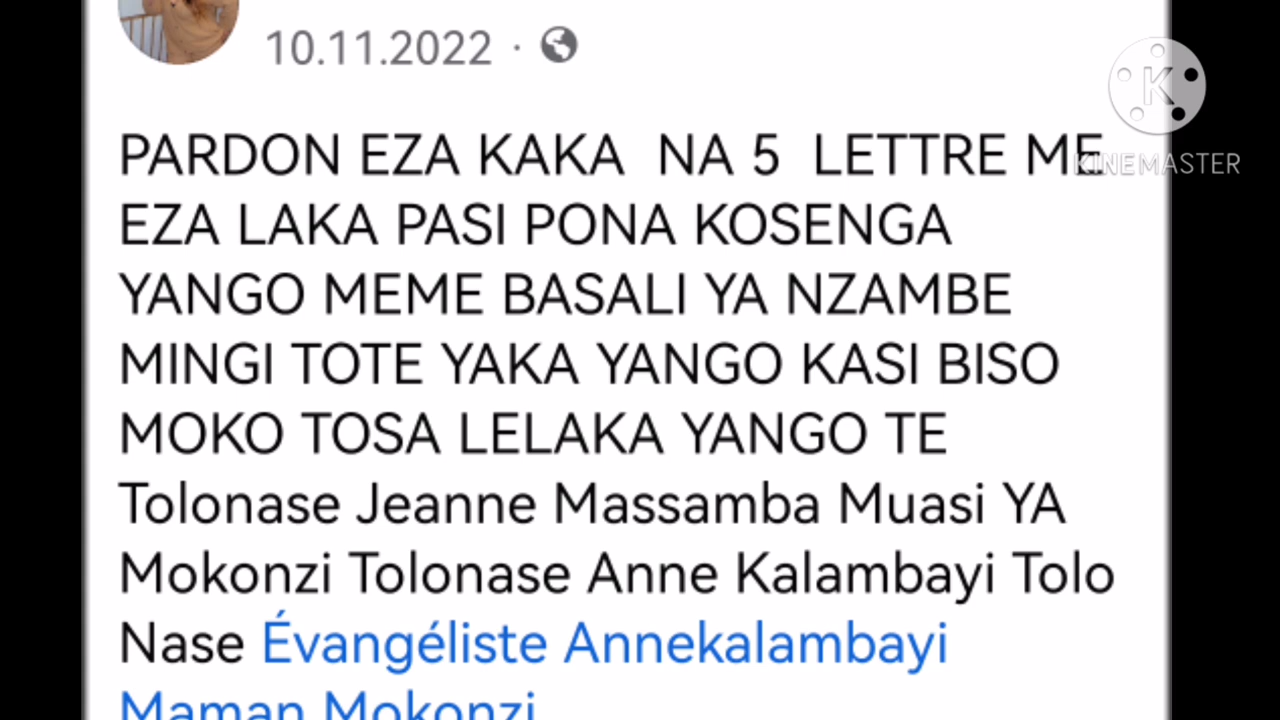 10.11.2022 ·
PARDON EZA KAKA NA 5 LETTRE ME
EZA LAKA PASI PONA KOSENGA
YANGO MEME BASALI YA NZAMBE
MINGI TOTE YAKA YANGO KASI BISO
MOKO TOSA LELAKA YANGO TE
Tolonase Jeanne Massamba Muasi YA
Mokonzi Tolonase Anne Kalambayi Tolo
Nase Évangéliste Annekalambayi
Maman Mokonzi
K
KINEMASTER